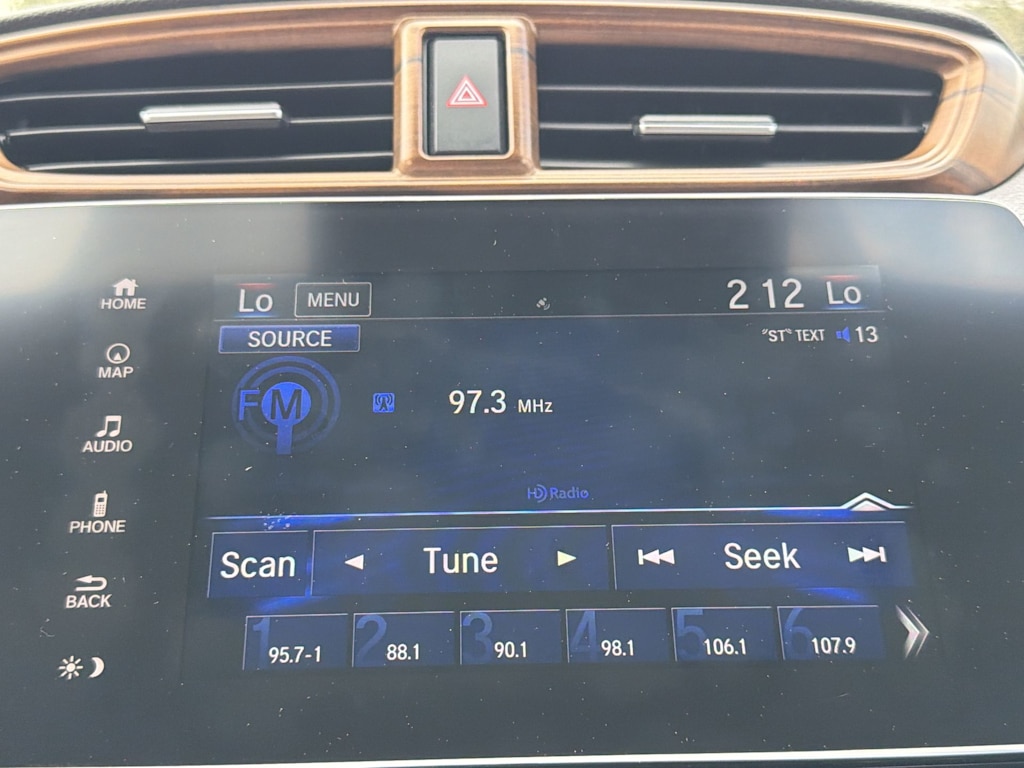 HOME
MAP
AUDIO
PHONE
BACK
Lo MENU 2 12 Lo
SOURCE "ST" TEXT 13
FM 97.3 MHz
HD Radio
Scan Tune Seek
1 95.7-1 2 88.1 3 90.1 4 98.1 5 106.1 6 107.9